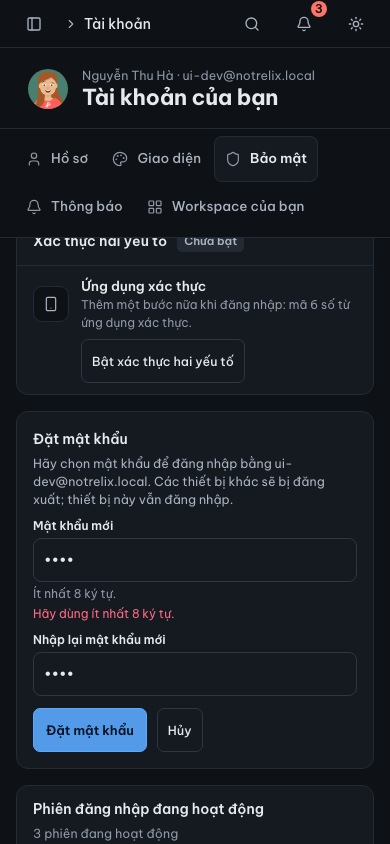 Tài khoản
3
Nguyễn Thu Hà · ui-dev@notrelix.local
Tài khoản của bạn
Hồ sơ
Giao diện
Bảo mật
Thông báo
Workspace của bạn
Xác thực hai yếu tố
Chưa bật
Ứng dụng xác thực
Thêm một bước nữa khi đăng nhập: mã 6 số từ
ứng dụng xác thực.
Bật xác thực hai yếu tố
Đặt mật khẩu
Hãy chọn mật khẩu để đăng nhập bằng ui-
dev@notrelix.local. Các thiết bị khác sẽ bị đăng
xuất; thiết bị này vẫn đăng nhập.
Mật khẩu mới
••••
Ít nhất 8 ký tự.
Hãy dùng ít nhất 8 ký tự.
Nhập lại mật khẩu mới
••••
Đặt mật khẩu
Hủy
Phiên đăng nhập đang hoạt động
3 phiên đang hoạt động